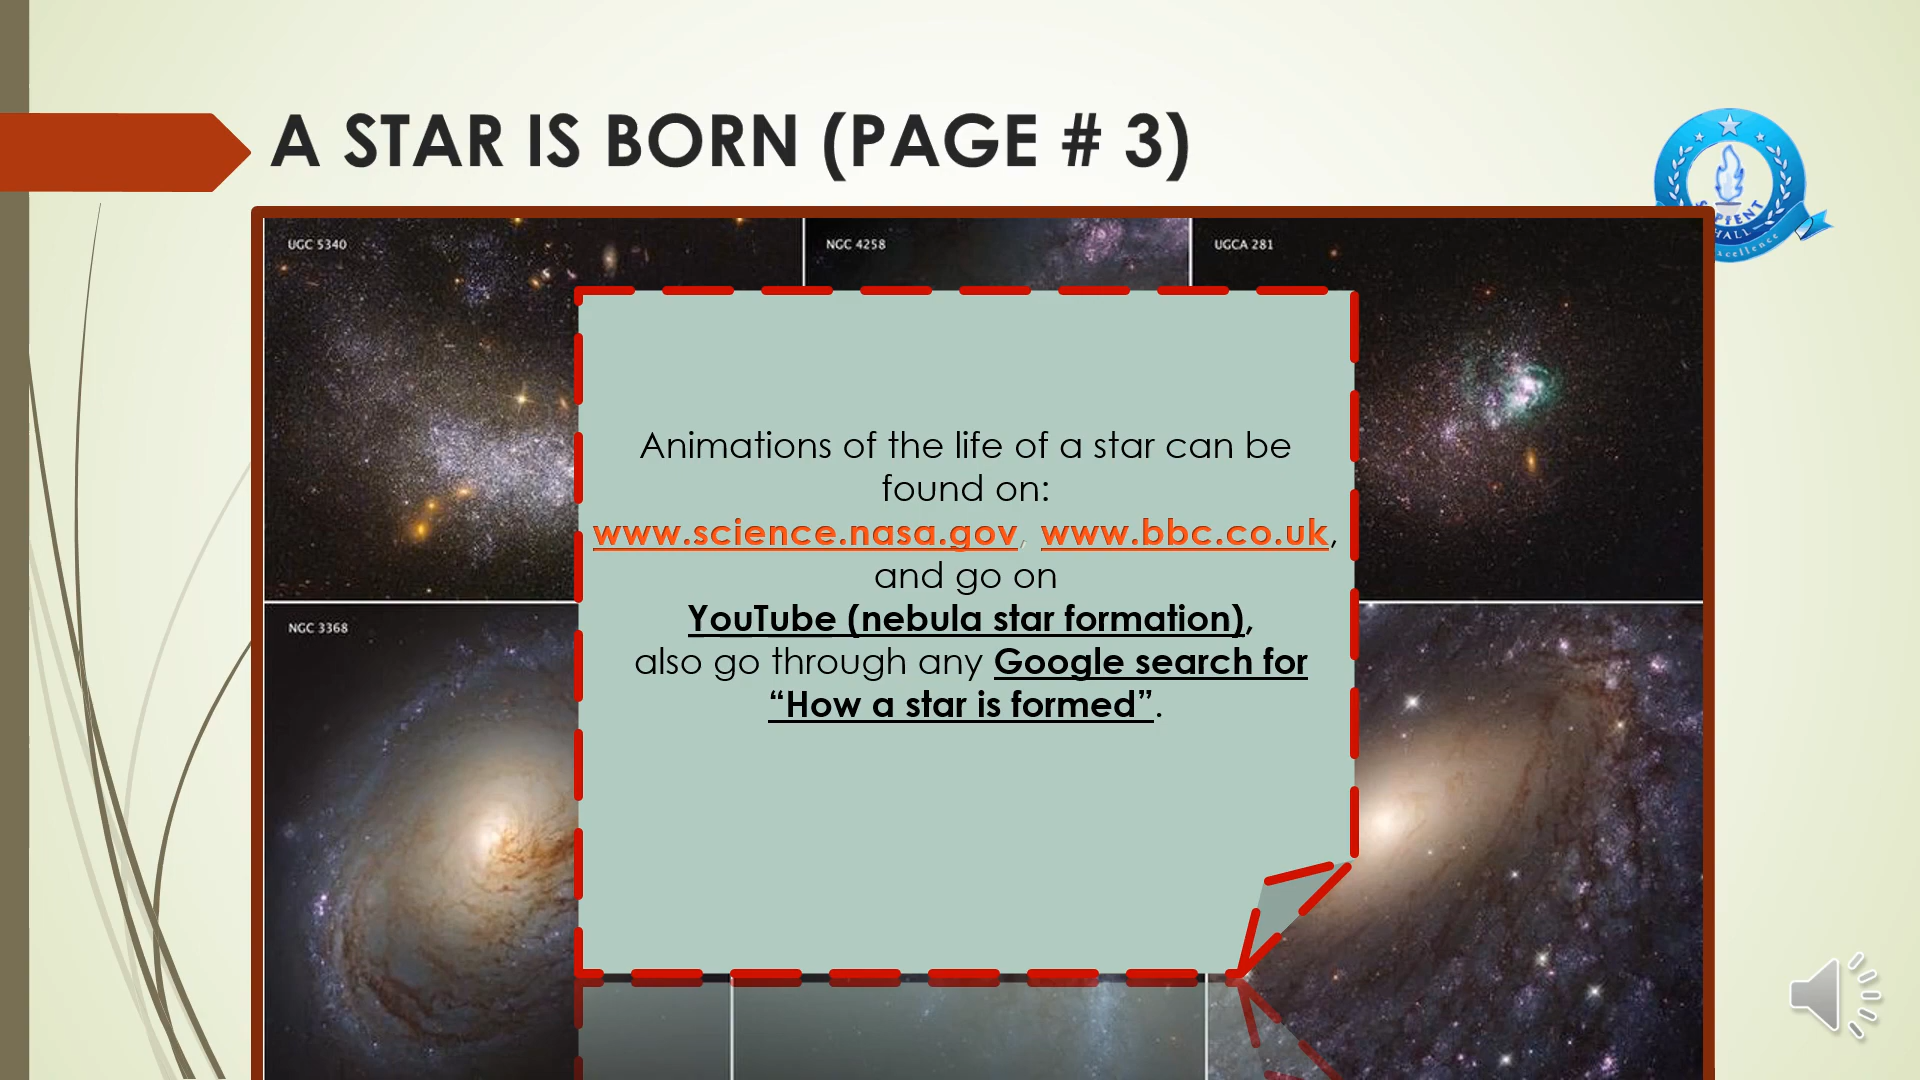 A STAR IS BORN (PAGE # 3)
UGC 5340
NGC 4258
UGCA 281
NGC 3368
Animations of the life of a star can be
found on:
www.science.nasa.gov, www.bbc.co.uk,
and go on
YouTube (nebula star formation),
also go through any Google search for
“How a star is formed”.
HALL